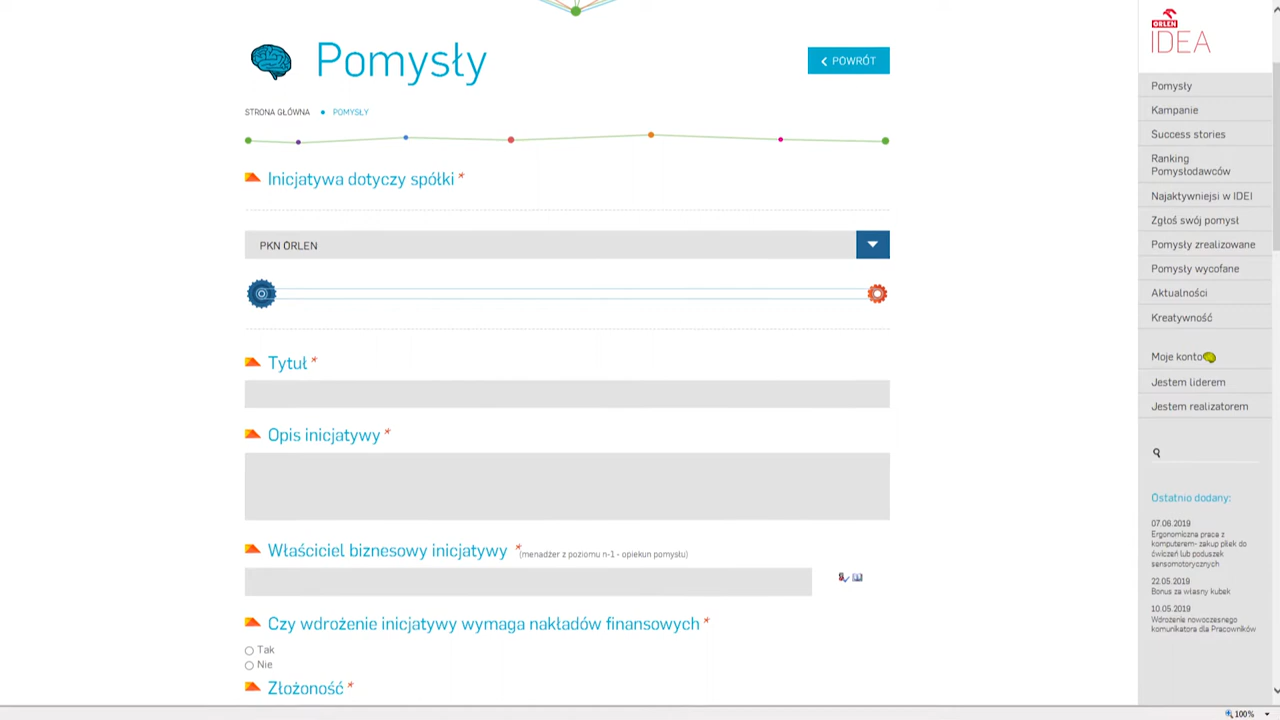 Pomysły
POWRÓT
STRONA GŁÓWNA
POMYSŁY
Inicjatywa dotyczy spółki *
PKN ORLEN
Tytuł *
Opis inicjatywy *
Właściciel biznesowy inicjatywy * (menadżer z poziomu n-1 - opiekun pomysłu)
Czy wdrożenie inicjatywy wymaga nakładów finansowych *
Tak
Nie
Złożoność *
ORLEN
IDEA
Pomysły
Kampanie
Success stories
Ranking
Pomysłodawców
Najaktywniejsi w IDEI
Zgłoś swój pomysł
Pomysły zrealizowane
Pomysły wycofane
Aktualności
Kreatywność
Moje konto
Jestem liderem
Jestem realizatorem
Ostatnio dodany:
07.06.2019
Ergonomiczna praca z
komputerem- zakup piłek do
ćwiczeń lub poduszek
sensomotorycznych
22.05.2019
Bonus za własny kubek
10.05.2019
Wdrożenie nowoczesnego
komunikatora dla Pracowników
100%